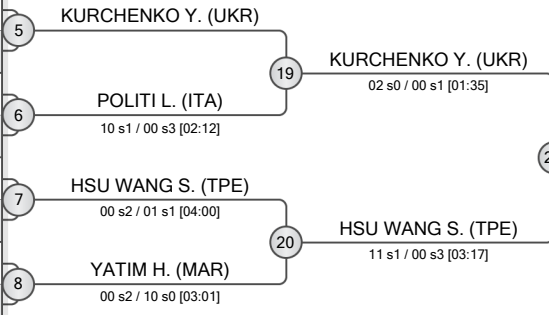 KURCHENKO Y. (UKR)
5
19
KURCHENKO Y. (UKR)
02 s0 / 00 s1 [01:35]
POLITI L. (ITA)
6
10 s1 / 00 s3 [02:12]
HSU WANG S. (TPE)
7
00 s2 / 01 s1 [04:00]
20
HSU WANG S. (TPE)
11 s1 / 00 s3 [03:17]
YATIM H. (MAR)
8
00 s2 / 10 s0 [03:01]